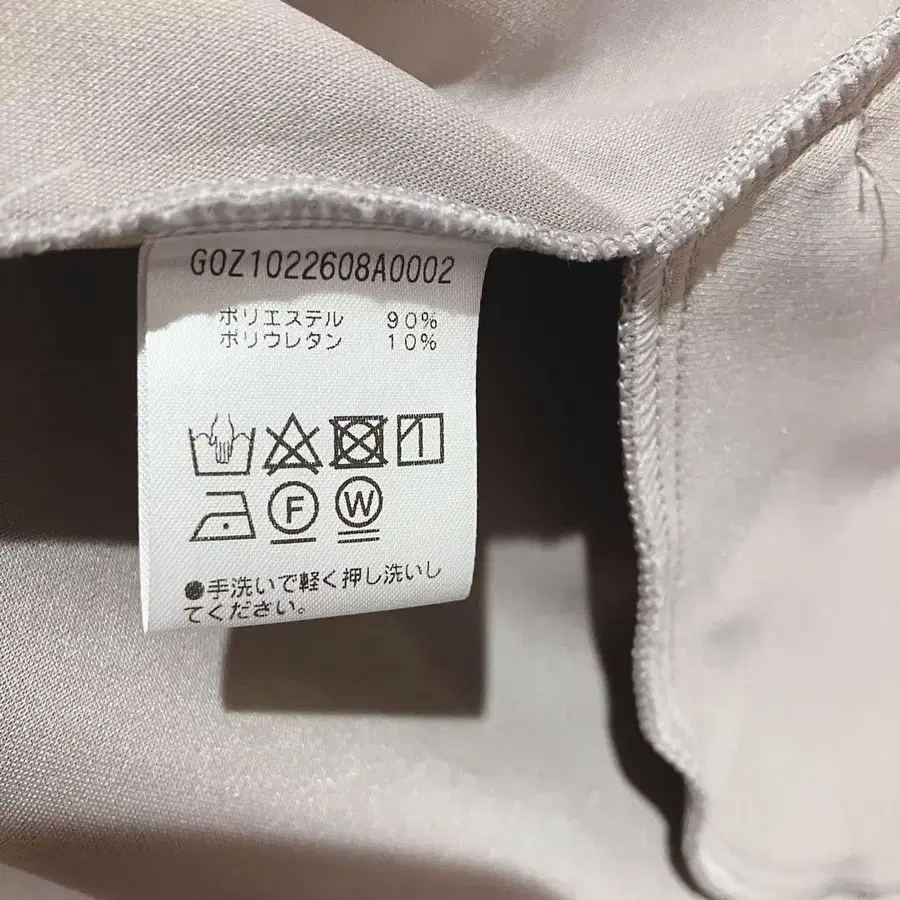 GOZ1022608A0002
ポリエステル 90%
ポリウレタン 10%
F W
●手洗いで軽く押し洗いし
てください。